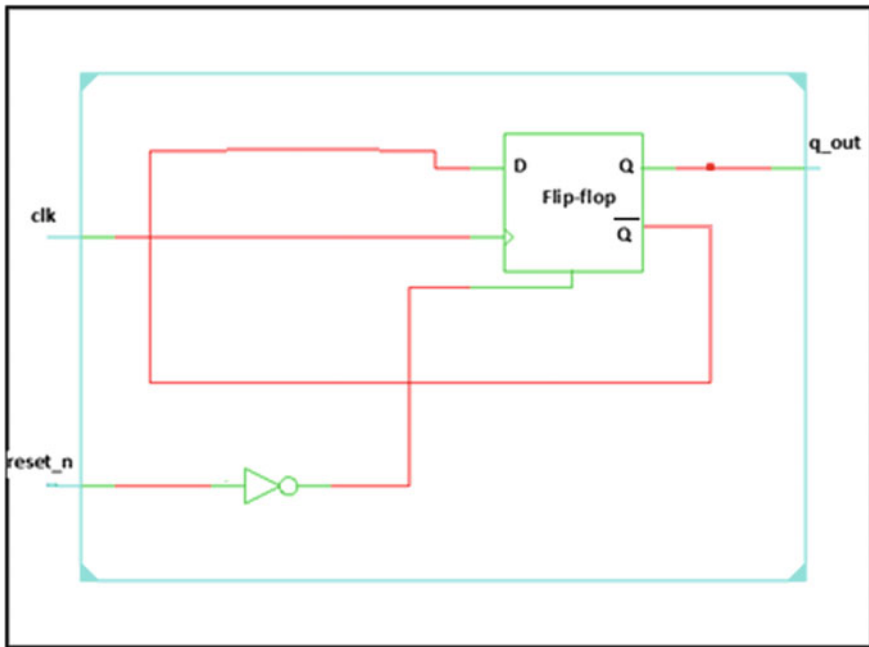 q_out
D
Q
Flip-flop
clk
Q̅
reset_n